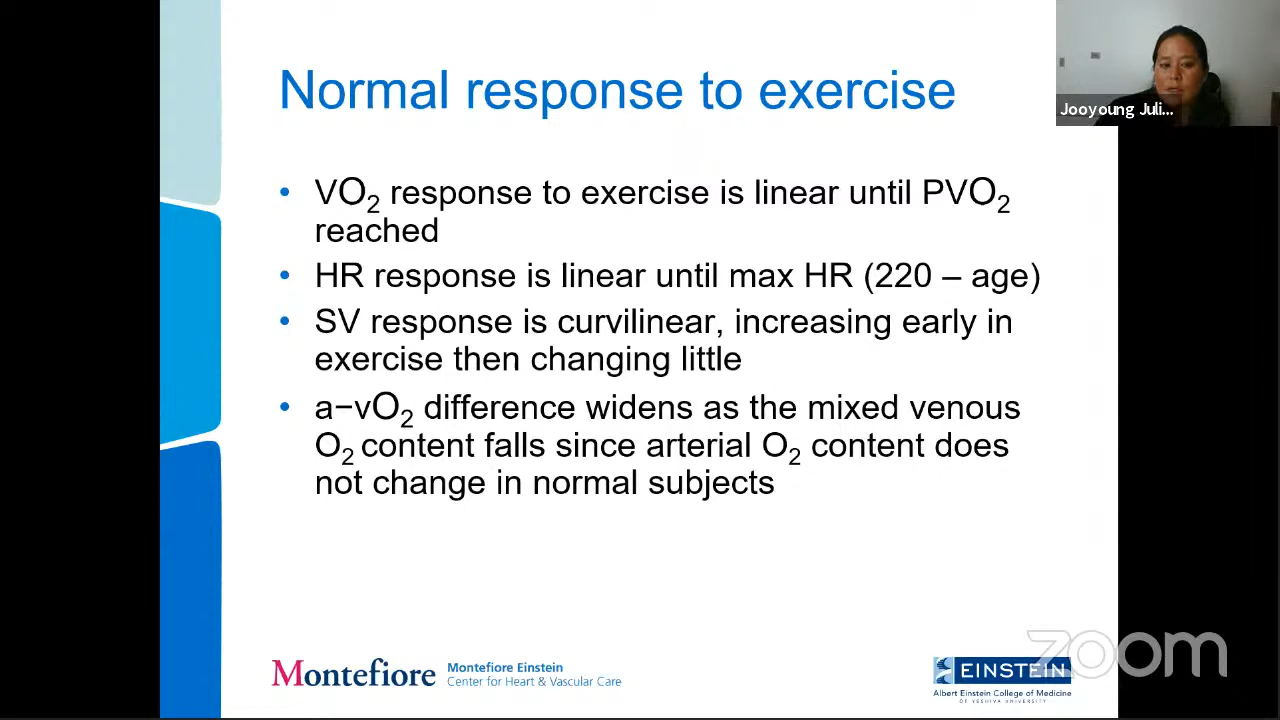 Normal response to exercise
Jooyoung Juli...
• VO₂ response to exercise is linear until PVO₂
reached
• HR response is linear until max HR (220 – age)
• SV response is curvilinear, increasing early in
exercise then changing little
• a−vO₂ difference widens as the mixed venous
O₂ content falls since arterial O₂ content does
not change in normal subjects
zoom
Montefiore
Montefiore Einstein
Center for Heart & Vascular Care
EINSTEIN
Albert Einstein College of Medicine
OF YESHIVA UNIVERSITY